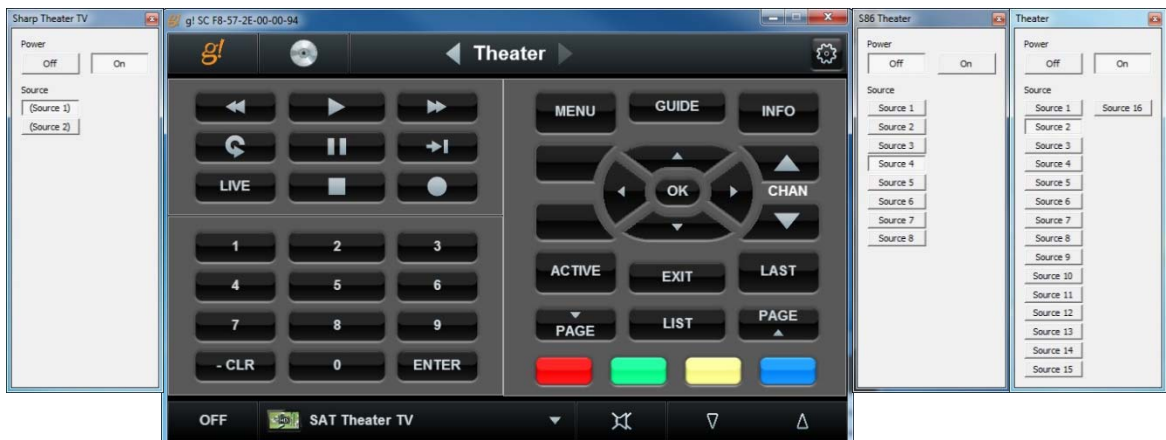 Sharp Theater TV
Power
Off On
Source
(Source 1)
(Source 2)
g! SC F8-57-2E-00-00-94
g!
Theater
LIVE
1 2 3
4 5 6
7 8 9
- CLR 0 ENTER
MENU GUIDE INFO
OK
CHAN
ACTIVE EXIT LAST
PAGE LIST PAGE
OFF SAT Theater TV
S86 Theater
Power
Off On
Source
Source 1
Source 2
Source 3
Source 4
Source 5
Source 6
Source 7
Source 8
Theater
Power
Off On
Source
Source 1 Source 16
Source 2
Source 3
Source 4
Source 5
Source 6
Source 7
Source 8
Source 9
Source 10
Source 11
Source 12
Source 13
Source 14
Source 15